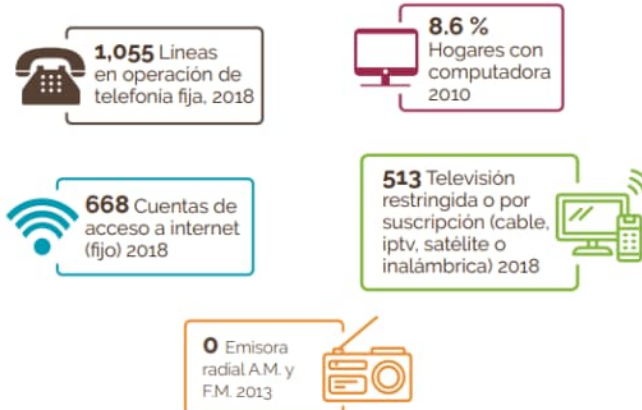 1,055 Líneas
en operación de
telefonía fija, 2018
8.6 %
Hogares con
computadora
2010
668 Cuentas de
acceso a internet
(fijo) 2018
513 Televisión
restringida o por
suscripción (cable,
iptv, satélite o
inalámbrica) 2018
0 Emisora
radial A.M. y
F.M. 2013